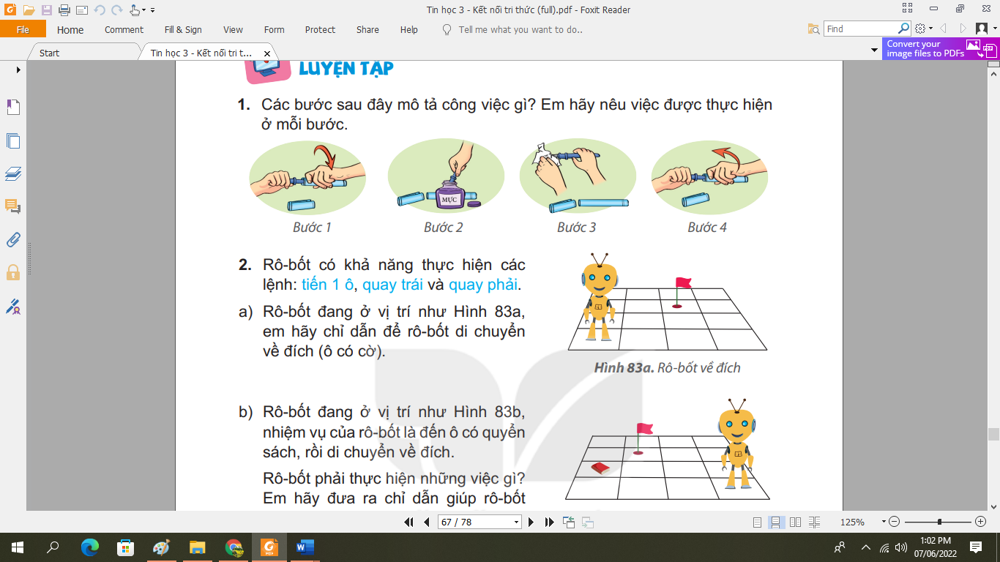 Tin học 3 - Kết nối tri thức (full).pdf - Foxit Reader
File Home Comment Fill & Sign View Form Protect Share Help Tell me what you want to do.. Find
Start Tin học 3 - Kết nối tri t... Convert your
image files to PDFs PDF
LUYỆN TẬP
1. Các bước sau đây mô tả công việc gì? Em hãy nêu việc được thực hiện
ở mỗi bước.
MỰC
Bước 1 Bước 2 Bước 3 Bước 4
2. Rô-bốt có khả năng thực hiện các
lệnh: tiến 1 ô, quay trái và quay phải.
a) Rô-bốt đang ở vị trí như Hình 83a,
em hãy chỉ dẫn để rô-bốt di chuyển
về đích (ô có cờ).
Hình 83a. Rô-bốt về đích
b) Rô-bốt đang ở vị trí như Hình 83b,
nhiệm vụ của rô-bốt là đến ô có quyển
sách, rồi di chuyển về đích.
Rô-bốt phải thực hiện những việc gì?
Em hãy đưa ra chỉ dẫn giúp rô-bốt
67 / 78 125%
1:02 PM
07/06/2022